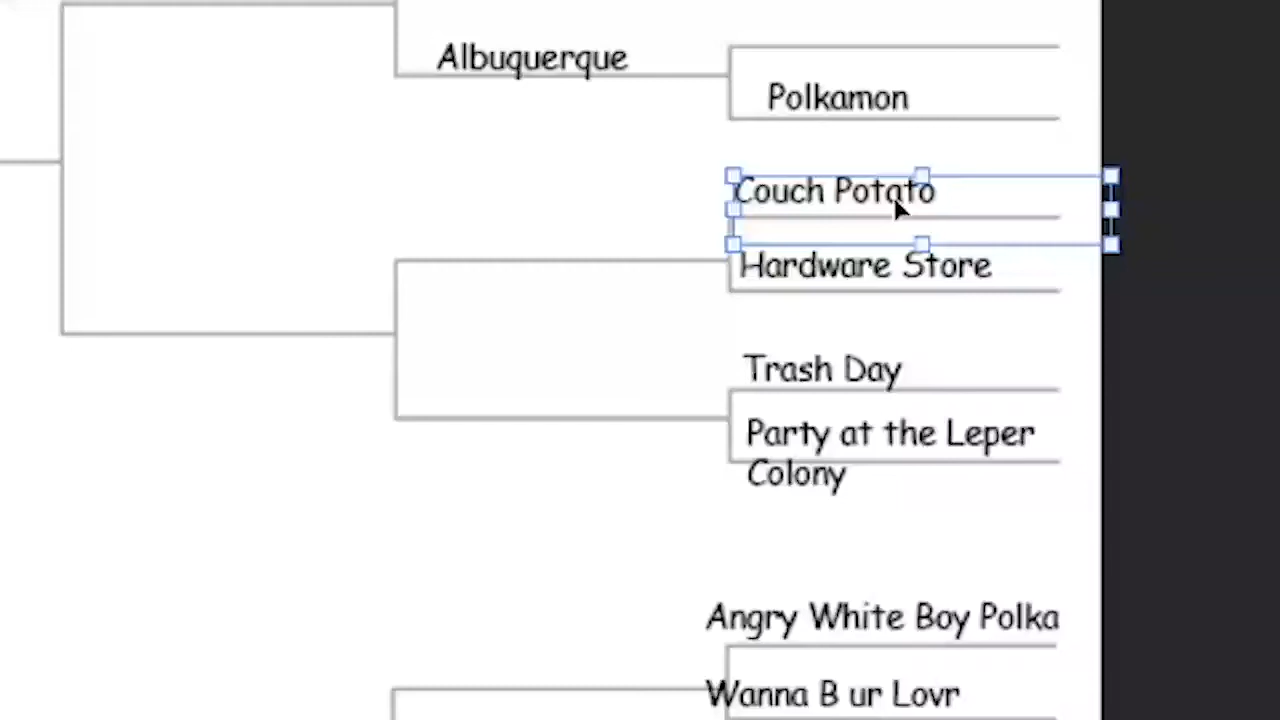 Albuquerque
Polkamon
Couch Potato
Hardware Store
Trash Day
Party at the Leper
Colony
Angry White Boy Polka
Wanna B ur Lovr